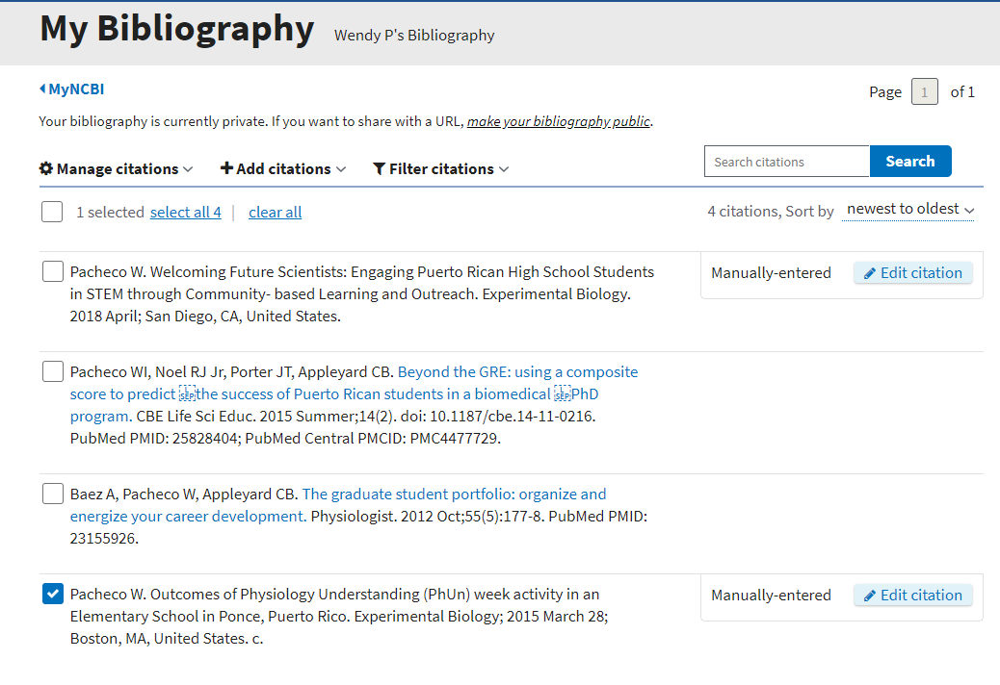 My Bibliography Wendy P's Bibliography
MyNCBI
Page 1 of 1
Your bibliography is currently private. If you want to share with a URL, make your bibliography public.
Manage citations Add citations Filter citations
Search citations Search
1 selected select all 4 | clear all
4 citations, Sort by newest to oldest
Pacheco W. Welcoming Future Scientists: Engaging Puerto Rican High School Students
in STEM through Community- based Learning and Outreach. Experimental Biology.
2018 April; San Diego, CA, United States.
Manually-entered Edit citation
Pacheco WI, Noel RJ Jr, Porter JT, Appleyard CB. Beyond the GRE: using a composite
score to predict LSEPthe success of Puerto Rican students in a biomedical LSEPPhD
program. CBE Life Sci Educ. 2015 Summer;14(2). doi: 10.1187/cbe.14-11-0216.
PubMed PMID: 25828404; PubMed Central PMCID: PMC4477729.
Baez A, Pacheco W, Appleyard CB. The graduate student portfolio: organize and
energize your career development. Physiologist. 2012 Oct;55(5):177-8. PubMed PMID:
23155926.
Pacheco W. Outcomes of Physiology Understanding (PhUn) week activity in an
Elementary School in Ponce, Puerto Rico. Experimental Biology; 2015 March 28;
Boston, MA, United States. c.
Manually-entered Edit citation